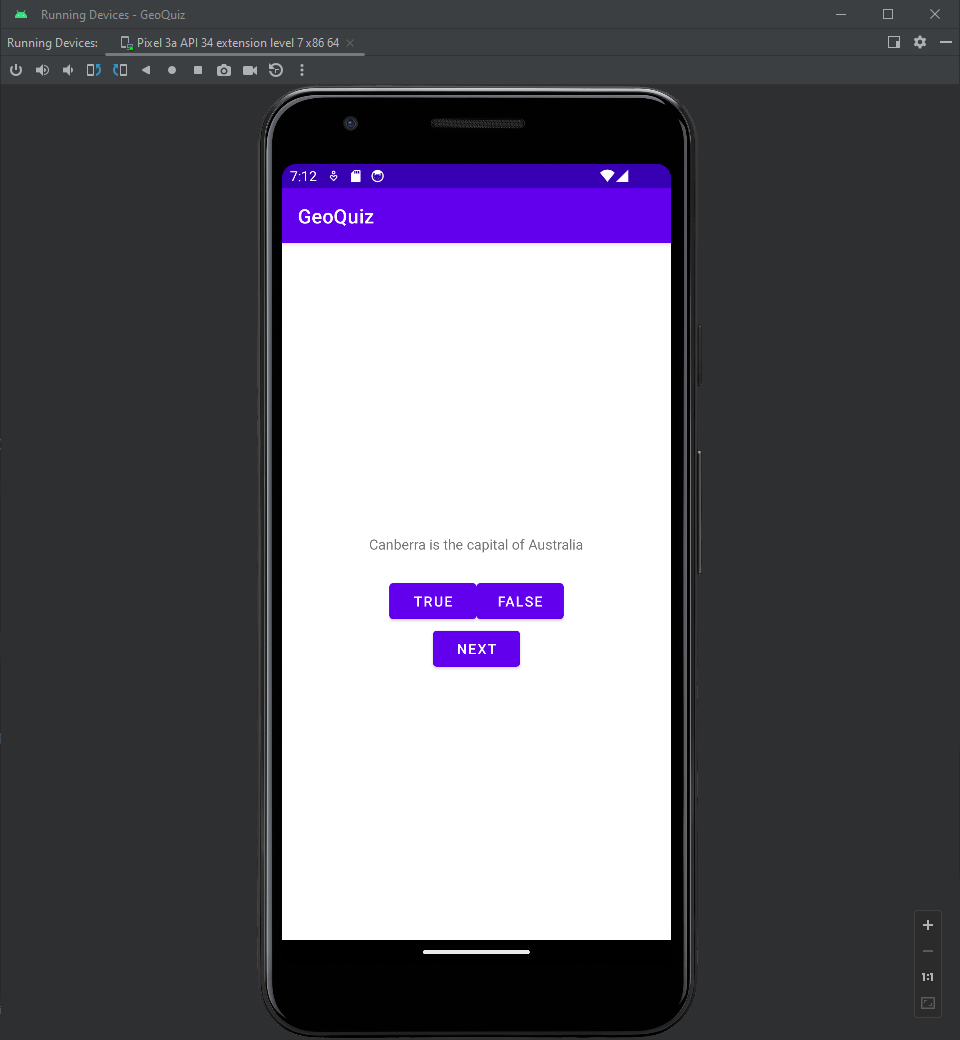 Running Devices - GeoQuiz
Running Devices: Pixel 3a API 34 extension level 7 x86 64
7:12
GeoQuiz
Canberra is the capital of Australia
TRUE FALSE
NEXT
1:1